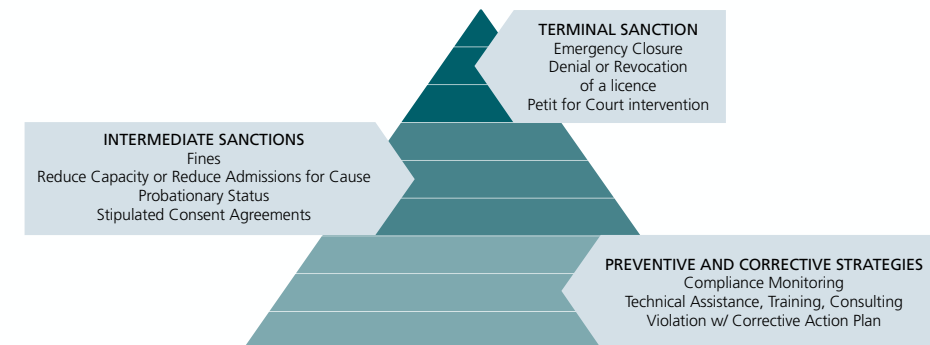 TERMINAL SANCTION
Emergency Closure
Denial or Revocation
of a licence
Petit for Court intervention
INTERMEDIATE SANCTIONS
Fines
Reduce Capacity or Reduce Admissions for Cause
Probationary Status
Stipulated Consent Agreements
PREVENTIVE AND CORRECTIVE STRATEGIES
Compliance Monitoring
Technical Assistance, Training, Consulting
Violation w/ Corrective Action Plan